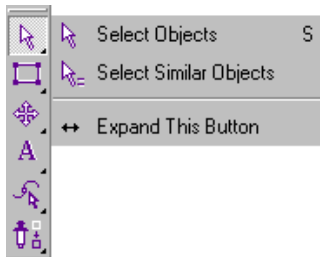 Select Objects S
Select Similar Objects
Expand This Button
A